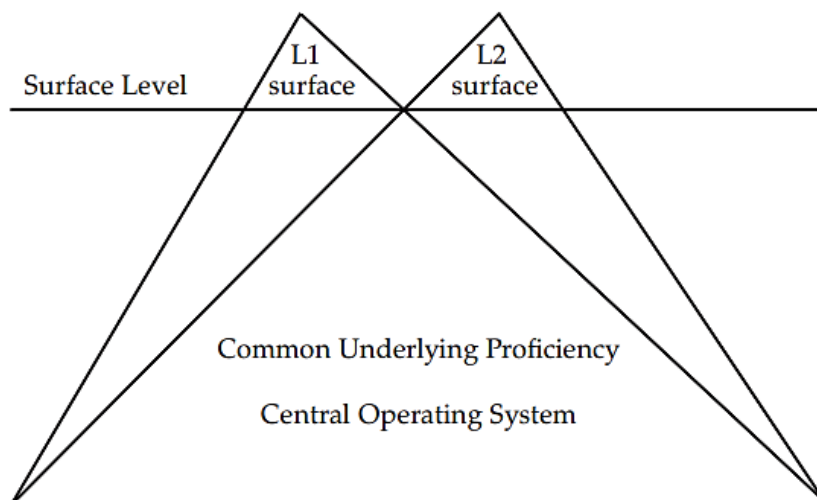 L1
surface
L2
surface
Surface Level
Common Underlying Proficiency
Central Operating System